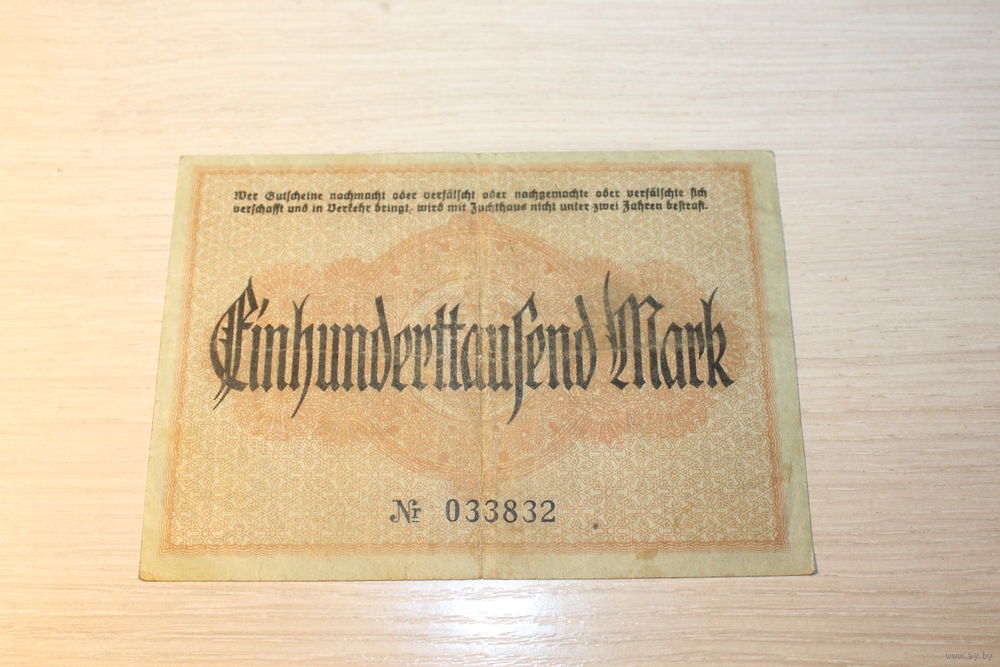 Wer Gutscheine nachmacht oder verfälscht oder nachgemachte oder verfälschte sich
verschafft und in Verkehr bringt, wird mit Zuchthaus nicht unter zwei Jahren bestraft.
Einhunderttausend Mark
Nr 033832
www.ay.by